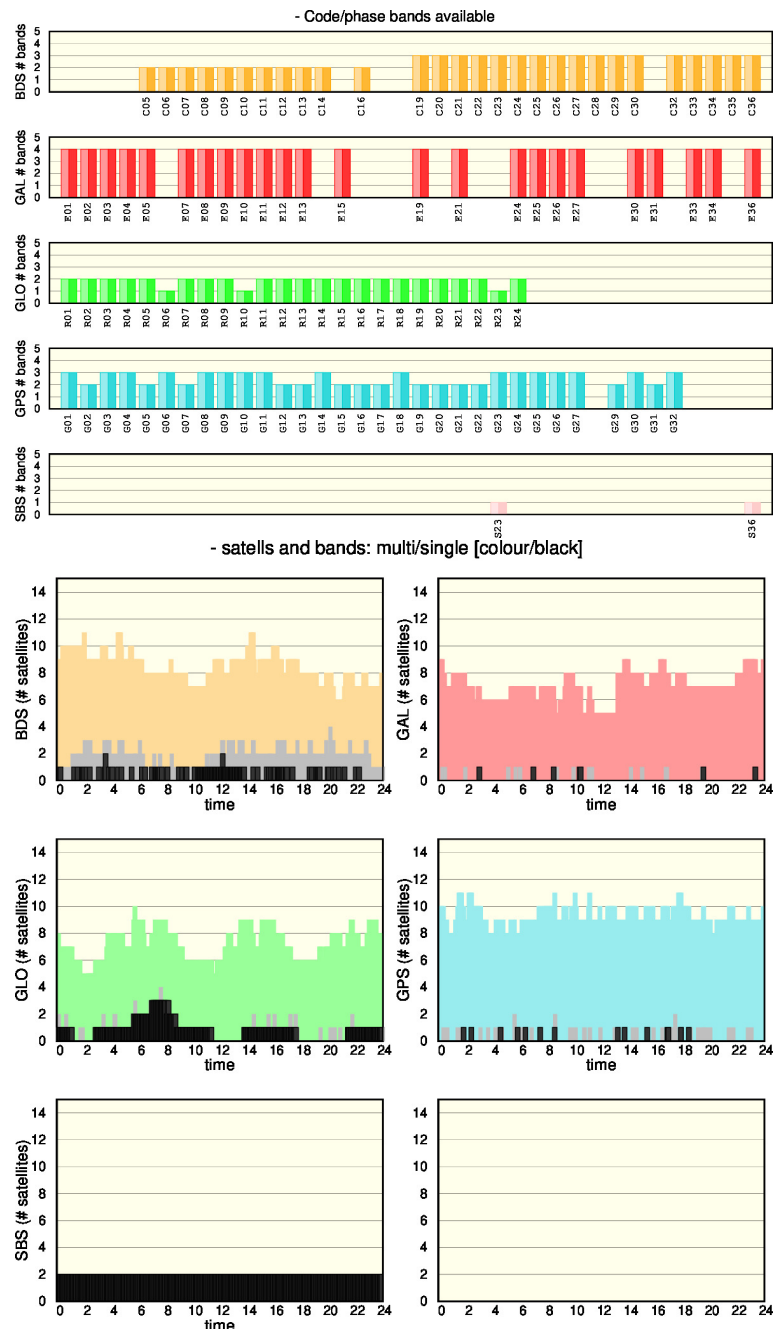 - Code/phase bands available
BDS # bands
5
4
3
2
1
0
C05 C06 C07 C08 C09 C10 C11 C12 C13 C14 C16 C19 C20 C21 C22 C23 C24 C25 C26 C27 C28 C29 C30 C32 C33 C34 C35 C36
GAL # bands
5
4
3
2
1
0
E01 E02 E03 E04 E05 E07 E08 E09 E10 E11 E12 E13 E15 E19 E21 E24 E25 E26 E27 E30 E31 E33 E34 E36
GLO # bands
5
4
3
2
1
0
R01 R02 R03 R04 R05 R06 R07 R08 R09 R10 R11 R12 R13 R14 R15 R16 R17 R18 R19 R20 R21 R22 R23 R24
GPS # bands
5
4
3
2
1
0
G01 G02 G03 G04 G05 G06 G07 G08 G09 G10 G11 G12 G13 G14 G15 G16 G17 G18 G19 G20 G21 G22 G23 G24 G25 G26 G27 G29 G30 G31 G32
SBS # bands
5
4
3
2
1
0
S23 S36
- satells and bands: multi/single [colour/black]
BDS (# satellites)
14
12
10
8
6
4
2
0
0 2 4 6 8 10 12 14 16 18 20 22 24
time
GAL (# satellites)
14
12
10
8
6
4
2
0
0 2 4 6 8 10 12 14 16 18 20 22 24
time
GLO (# satellites)
14
12
10
8
6
4
2
0
0 2 4 6 8 10 12 14 16 18 20 22 24
time
GPS (# satellites)
14
12
10
8
6
4
2
0
0 2 4 6 8 10 12 14 16 18 20 22 24
time
SBS (# satellites)
14
12
10
8
6
4
2
0
0 2 4 6 8 10 12 14 16 18 20 22 24
time
14
12
10
8
6
4
2
0
0 2 4 6 8 10 12 14 16 18 20 22 24